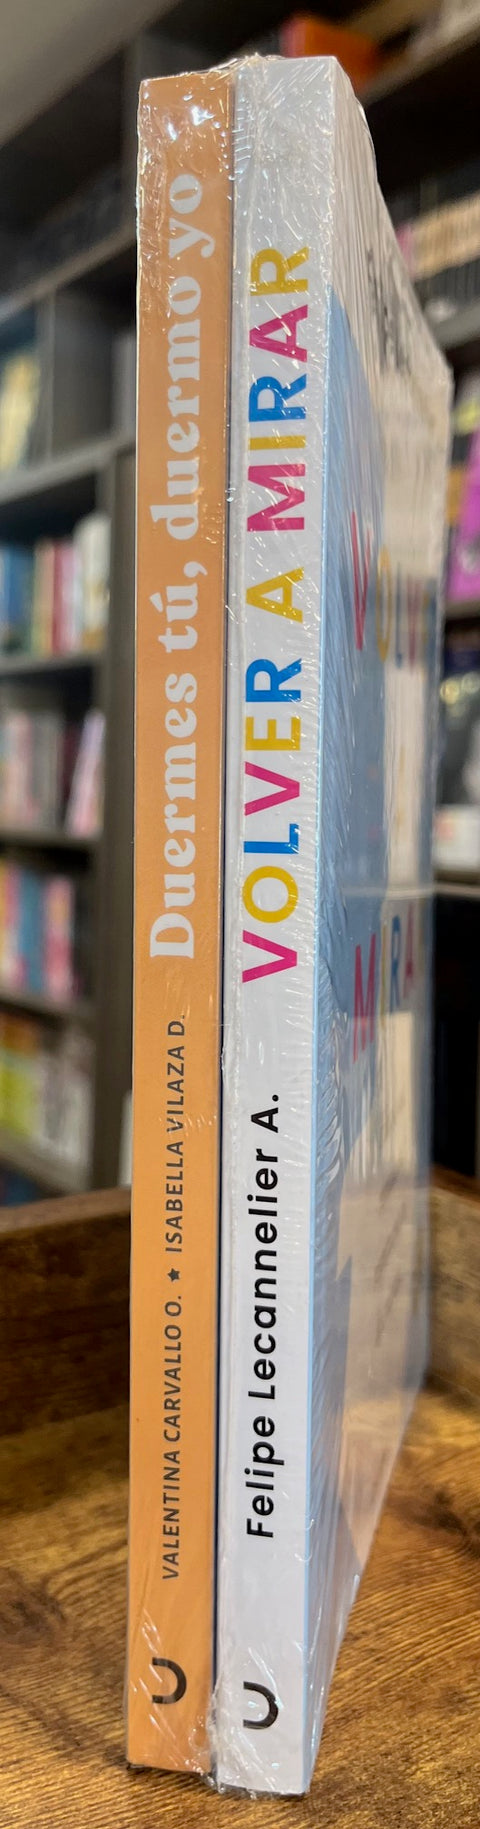 Duermes tú, duermo yo
VALENTINA CARVALLO O. ★ ISABELLA VILAZA D.
VOLVER A MIRAR
Felipe Lecannelier A.